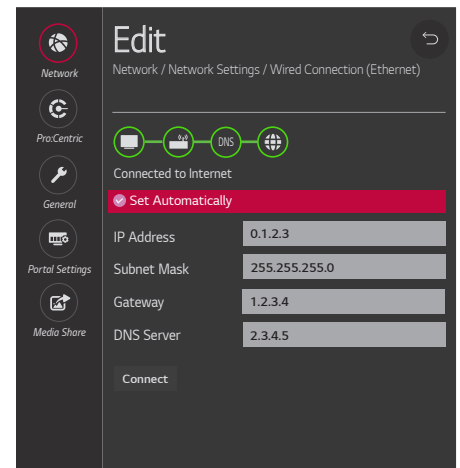 Edit
Network / Network Settings / Wired Connection (Ethernet)
Network
Pro:Centric
General
Portal Settings
Media Share
DNS
Connected to Internet
Set Automatically
IP Address 0.1.2.3
Subnet Mask 255.255.255.0
Gateway 1.2.3.4
DNS Server 2.3.4.5
Connect